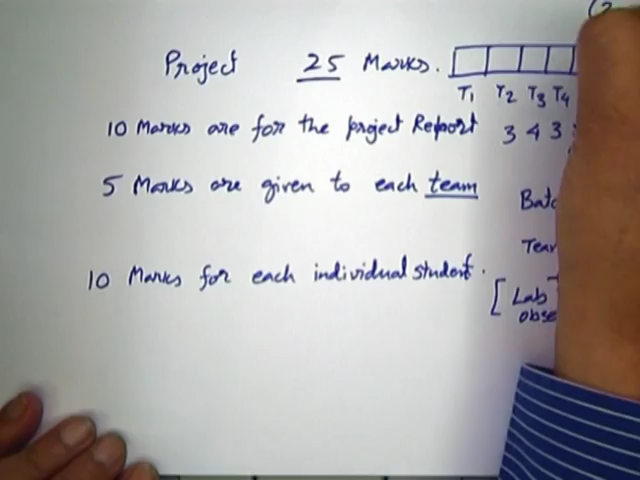 Project 25 Marks.
T1 T2 T3 T4
10 Marks are for the project Report 3 4 3
5 Marks are given to each team
10 Marks for each individual student.
[ Lab